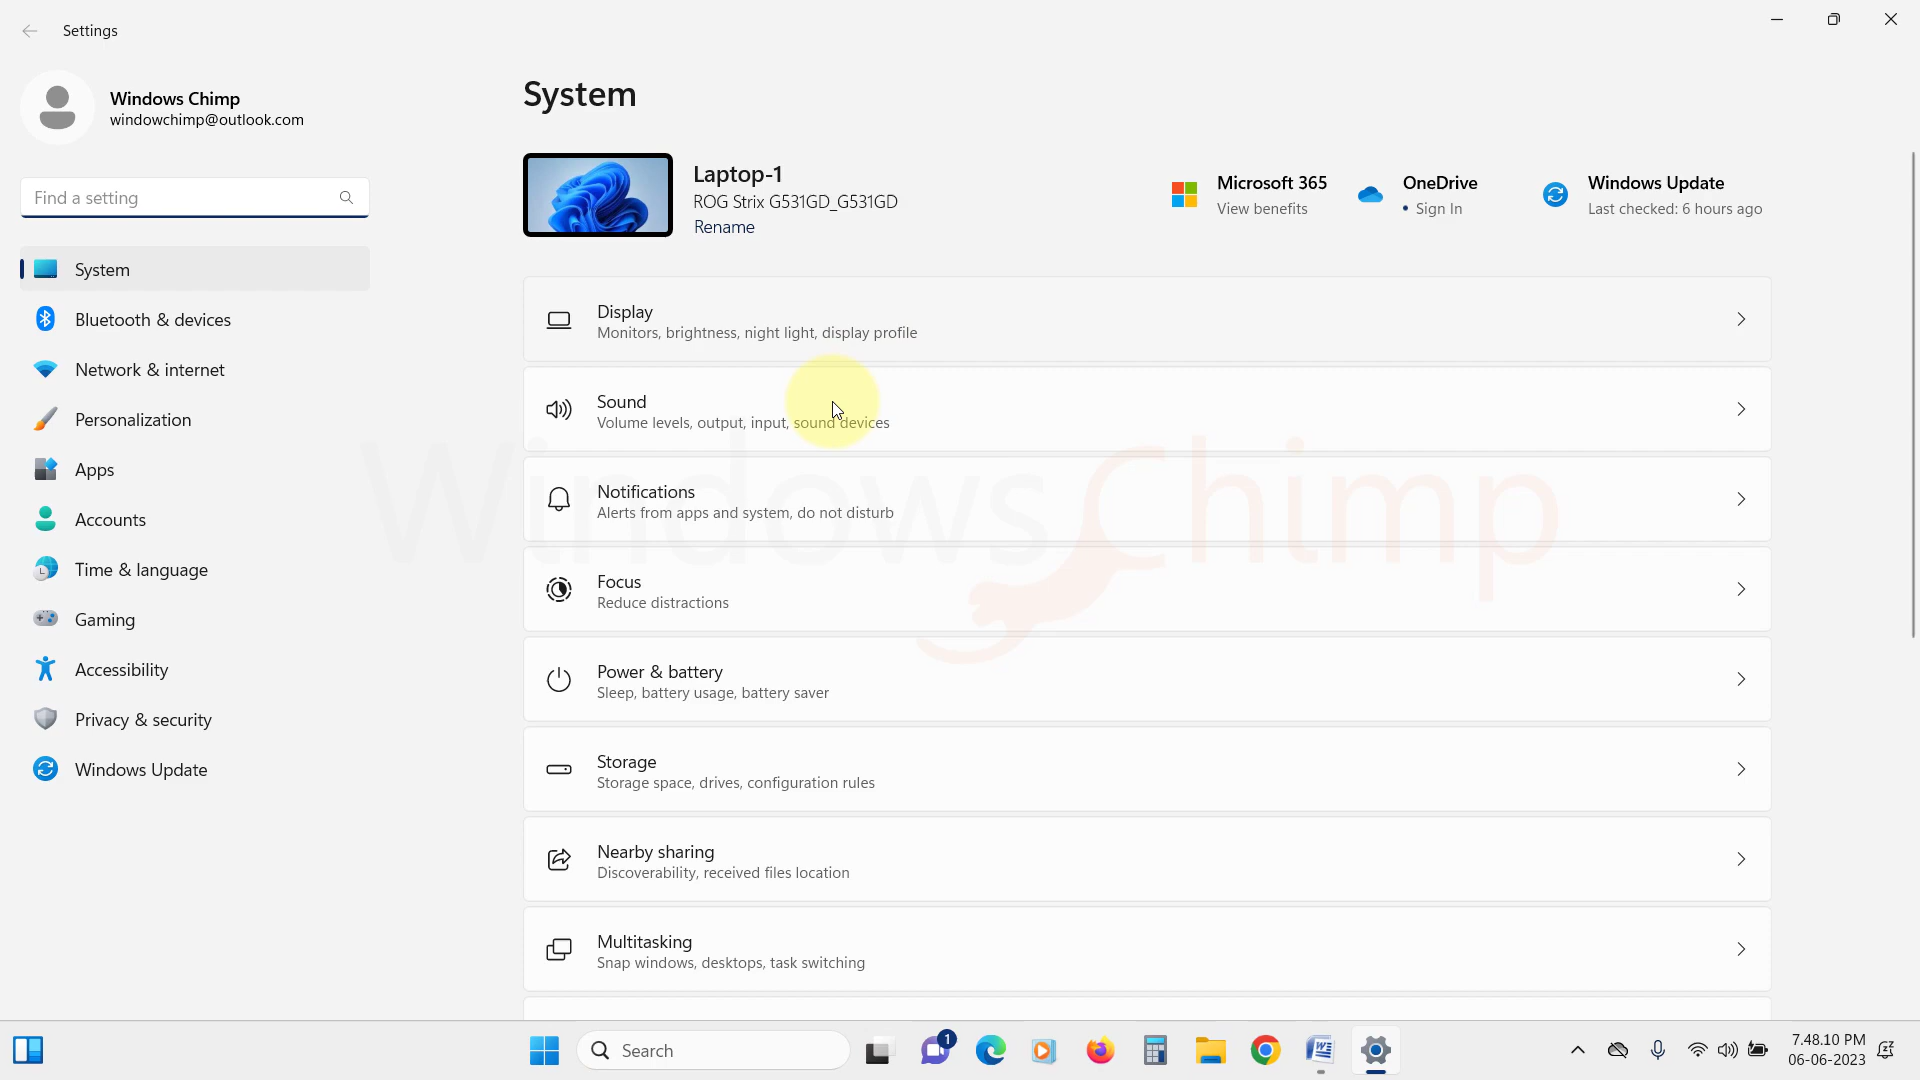 Settings
Windows Chimp
windowchimp@outlook.com
Find a setting
System
Bluetooth & devices
Network & internet
Personalization
Apps
Accounts
Time & language
Gaming
Accessibility
Privacy & security
Windows Update
System
Laptop-1
ROG Strix G531GD_G531GD
Rename
Microsoft 365
View benefits
OneDrive
• Sign In
Windows Update
Last checked: 6 hours ago
Display
Monitors, brightness, night light, display profile
Sound
Volume levels, output, input, sound devices
Notifications
Alerts from apps and system, do not disturb
Focus
Reduce distractions
Power & battery
Sleep, battery usage, battery saver
Storage
Storage space, drives, configuration rules
Nearby sharing
Discoverability, received files location
Multitasking
Snap windows, desktops, task switching
Windows Chimp
Search
1
7.48.10 PM
06-06-2023